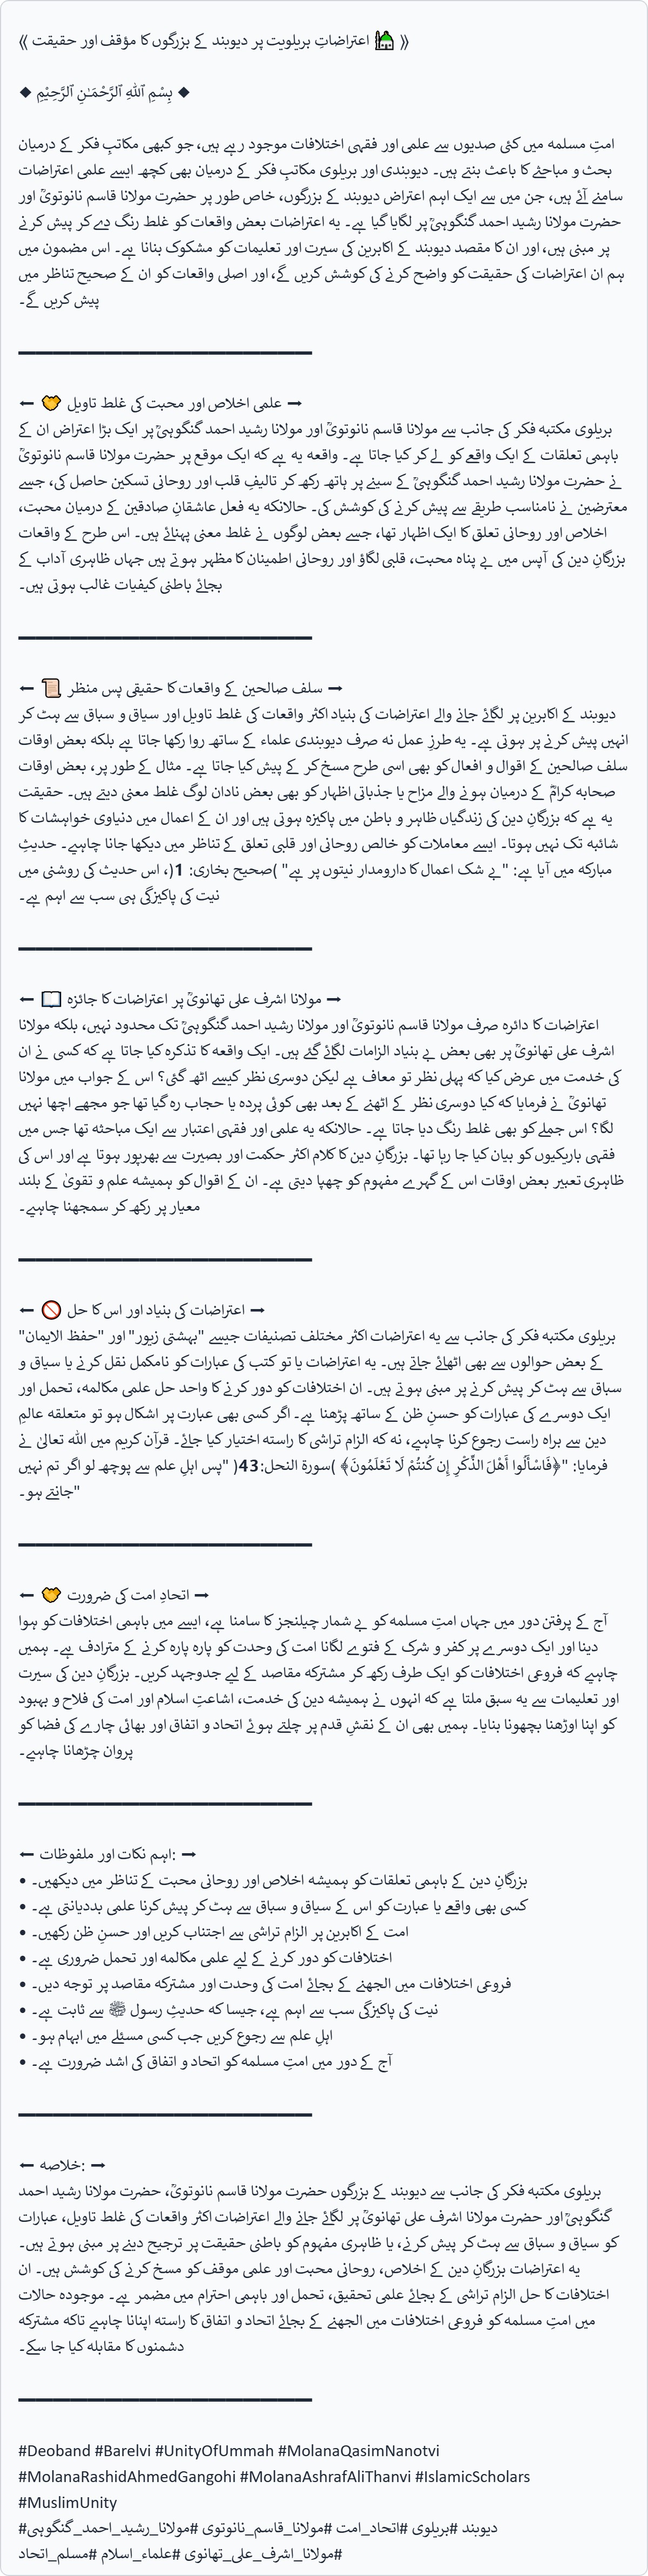 《 اعتراضاتِ بریلویت پر دیوبند کے بزرگوں کا مؤقف اور حقیقت 🕌 》
◆ بِسْمِ ٱللَّٰهِ ٱلرَّحْمَـٰنِ ٱلرَّحِيْمِ ◆
امتِ مسلمہ میں کئی صدیوں سے علمی اور فقہی اختلافات موجود رہے ہیں، جو کبھی مکاتبِ فکر کے درمیان
بحث و مباحثے کا باعث بنتے ہیں۔ دیوبندی اور بریلوی مکاتبِ فکر کے درمیان بھی کچھ ایسے علمی اعتراضات
سامنے آئے ہیں، جن میں سے ایک اہم اعتراض دیوبند کے بزرگوں، خاص طور پر حضرت مولانا قاسم نانوتویؒ اور
حضرت مولانا رشید احمد گنگوہیؒ پر لگایا گیا ہے۔ یہ اعتراضات بعض واقعات کو غلط رنگ دے کر پیش کرنے
پر مبنی ہیں، اور ان کا مقصد دیوبند کے اکابرین کی سیرت اور تعلیمات کو مشکوک بنانا ہے۔ اس مضمون میں
ہم ان اعتراضات کی حقیقت کو واضح کرنے کی کوشش کریں گے، اور اصلی واقعات کو ان کے صحیح تناظر میں
پیش کریں گے۔
← 🤝 علمی اخلاص اور محبت کی غلط تاویل →
بریلوی مکتبہ فکر کی جانب سے مولانا قاسم نانوتویؒ اور مولانا رشید احمد گنگوہیؒ پر ایک بڑا اعتراض ان کے
باہمی تعلقات کے ایک واقعے کو لے کر کیا جاتا ہے۔ واقعہ یہ ہے کہ ایک موقع پر حضرت مولانا قاسم نانوتویؒ
نے حضرت مولانا رشید احمد گنگوہیؒ کے سینے پر ہاتھ رکھ کر تالیفِ قلب اور روحانی تسکین حاصل کی، جسے
معترضین نے نامناسب طریقے سے پیش کرنے کی کوشش کی۔ حالانکہ یہ فعل عاشقانِ صادقین کے درمیان محبت،
اخلاص اور روحانی تعلق کا ایک اظہار تھا، جسے بعض لوگوں نے غلط معنی پہنائے ہیں۔ اس طرح کے واقعات
بزرگانِ دین کی آپس میں بے پناہ محبت، قلبی لگاؤ اور روحانی اطمینان کا مظہر ہوتے ہیں جہاں ظاہری آداب کے
بجائے باطنی کیفیات غالب ہوتی ہیں۔
← 📜 سلف صالحین کے واقعات کا حقیقی پس منظر →
دیوبند کے اکابرین پر لگائے جانے والے اعتراضات کی بنیاد اکثر واقعات کی غلط تاویل اور سیاق و سباق سے ہٹ کر
انہیں پیش کرنے پر ہوتی ہے۔ یہ طرزِ عمل نہ صرف دیوبندی علماء کے ساتھ روا رکھا جاتا ہے بلکہ بعض اوقات
سلف صالحین کے اقوال و افعال کو بھی اسی طرح مسخ کر کے پیش کیا جاتا ہے۔ مثال کے طور پر، بعض اوقات
صحابہ کرامؓ کے درمیان ہونے والے مزاح یا جذباتی اظہار کو بھی بعض نادان لوگ غلط معنی دیتے ہیں۔ حقیقت
یہ ہے کہ بزرگانِ دین کی زندگیاں ظاہر و باطن میں پاکیزہ ہوتی ہیں اور ان کے اعمال میں دنیاوی خواہشات کا
شائبہ تک نہیں ہوتا۔ ایسے معاملات کو خالص روحانی اور قلبی تعلق کے تناظر میں دیکھا جانا چاہیے۔ حدیثِ
مبارکہ میں آیا ہے: "بے شک اعمال کا دارومدار نیتوں پر ہے" )صحیح بخاری: 1(، اس حدیث کی روشنی میں
نیت کی پاکیزگی ہی سب سے اہم ہے۔
← 📖 مولانا اشرف علی تھانویؒ پر اعتراضات کا جائزہ →
اعتراضات کا دائرہ صرف مولانا قاسم نانوتویؒ اور مولانا رشید احمد گنگوہیؒ تک محدود نہیں، بلکہ مولانا
اشرف علی تھانویؒ پر بھی بعض بے بنیاد الزامات لگائے گئے ہیں۔ ایک واقعہ کا تذکرہ کیا جاتا ہے کہ کسی نے ان
کی خدمت میں عرض کیا کہ پہلی نظر تو معاف ہے لیکن دوسری نظر کیسے اٹھ گئی؟ اس کے جواب میں مولانا
تھانویؒ نے فرمایا کہ کیا دوسری نظر کے اٹھنے کے بعد بھی کوئی پردہ یا حجاب رہ گیا تھا جو مجھے اچھا نہیں
لگا؟ اس جملے کو بھی غلط رنگ دیا جاتا ہے۔ حالانکہ یہ علمی اور فقہی اعتبار سے ایک مباحثہ تھا جس میں
فقہی باریکیوں کو بیان کیا جا رہا تھا۔ بزرگانِ دین کا کلام اکثر حکمت اور بصیرت سے بھرپور ہوتا ہے اور اس کی
ظاہری تعبیر بعض اوقات اس کے گہرے مفہوم کو چھپا دیتی ہے۔ ان کے اقوال کو ہمیشہ علم و تقویٰ کے بلند
معیار پر رکھ کر سمجھنا چاہیے۔
← 🚫 اعتراضات کی بنیاد اور اس کا حل →
بریلوی مکتبہ فکر کی جانب سے یہ اعتراضات اکثر مختلف تصنیفات جیسے "بہشتی زیور" اور "حفظ الایمان"
کے بعض حوالوں سے بھی اٹھائے جاتے ہیں۔ یہ اعتراضات یا تو کتب کی عبارات کو نامکمل نقل کرنے یا سیاق و
سباق سے ہٹ کر پیش کرنے پر مبنی ہوتے ہیں۔ ان اختلافات کو دور کرنے کا واحد حل علمی مکالمہ، تحمل اور
ایک دوسرے کی عبارات کو حسنِ ظن کے ساتھ پڑھنا ہے۔ اگر کسی بھی عبارت پر اشکال ہو تو متعلقہ عالمِ
دین سے براہ راست رجوع کرنا چاہیے، نہ کہ الزام تراشی کا راستہ اختیار کیا جائے۔ قرآن کریم میں اللہ تعالیٰ نے
فرمایا: "﴿فَاسْأَلُوا أَهْلَ الذِّكْرِ إِن كُنتُمْ لَا تَعْلَمُونَ﴾ )سورۃ النحل:43( "پس اہلِ علم سے پوچھ لو اگر تم نہیں
جانتے ہو۔"
← 🤝 اتحادِ امت کی ضرورت →
آج کے پرفتن دور میں جہاں امتِ مسلمہ کو بے شمار چیلنجز کا سامنا ہے، ایسے میں باہمی اختلافات کو ہوا
دینا اور ایک دوسرے پر کفر و شرک کے فتوے لگانا امت کی وحدت کو پارہ پارہ کرنے کے مترادف ہے۔ ہمیں
چاہیے کہ فروعی اختلافات کو ایک طرف رکھ کر مشترکہ مقاصد کے لیے جدوجہد کریں۔ بزرگانِ دین کی سیرت
اور تعلیمات سے یہ سبق ملتا ہے کہ انہوں نے ہمیشہ دین کی خدمت، اشاعتِ اسلام اور امت کی فلاح و بہبود
کو اپنا اوڑھنا بچھونا بنایا۔ ہمیں بھی ان کے نقشِ قدم پر چلتے ہوئے اتحاد و اتفاق اور بھائی چارے کی فضا کو
پروان چڑھانا چاہیے۔
← اہم نکات اور ملفوظات: →
• بزرگانِ دین کے باہمی تعلقات کو ہمیشہ اخلاص اور روحانی محبت کے تناظر میں دیکھیں۔
• کسی بھی واقعے یا عبارت کو اس کے سیاق و سباق سے ہٹ کر پیش کرنا علمی بددیانتی ہے۔
• امت کے اکابرین پر الزام تراشی سے اجتناب کریں اور حسنِ ظن رکھیں۔
• اختلافات کو دور کرنے کے لیے علمی مکالمہ اور تحمل ضروری ہے۔
• فروعی اختلافات میں الجھنے کے بجائے امت کی وحدت اور مشترکہ مقاصد پر توجہ دیں۔
• نیت کی پاکیزگی سب سے اہم ہے، جیسا کہ حدیثِ رسول ﷺ سے ثابت ہے۔
• اہلِ علم سے رجوع کریں جب کسی مسئلے میں ابہام ہو۔
• آج کے دور میں امتِ مسلمہ کو اتحاد و اتفاق کی اشد ضرورت ہے۔
← خلاصہ: →
بریلوی مکتبہ فکر کی جانب سے دیوبند کے بزرگوں حضرت مولانا قاسم نانوتویؒ، حضرت مولانا رشید احمد
گنگوہیؒ اور حضرت مولانا اشرف علی تھانویؒ پر لگائے جانے والے اعتراضات اکثر واقعات کی غلط تاویل، عبارات
کو سیاق و سباق سے ہٹ کر پیش کرنے، یا ظاہری مفہوم کو باطنی حقیقت پر ترجیح دینے پر مبنی ہوتے ہیں۔
یہ اعتراضات بزرگانِ دین کے اخلاص، روحانی محبت اور علمی موقف کو مسخ کرنے کی کوشش ہیں۔ ان
اختلافات کا حل الزام تراشی کے بجائے علمی تحقیق، تحمل اور باہمی احترام میں مضمر ہے۔ موجودہ حالات
میں امتِ مسلمہ کو فروعی اختلافات میں الجھنے کے بجائے اتحاد و اتفاق کا راستہ اپنانا چاہیے تاکہ مشترکہ
دشمنوں کا مقابلہ کیا جا سکے۔
#Deoband #Barelvi #UnityOfUmmah #MolanaQasimNanotvi
#MolanaRashidAhmedGangohi #MolanaAshrafAliThanvi #IslamicScholars
#MuslimUnity
#دیوبند #بریلوی #اتحاد_امت #مولانا_قاسم_نانوتوی #مولانا_رشید_احمد_گنگوہی
#مولانا_اشرف_علی_تھانوی #علماء_اسلام #مسلم_اتحاد